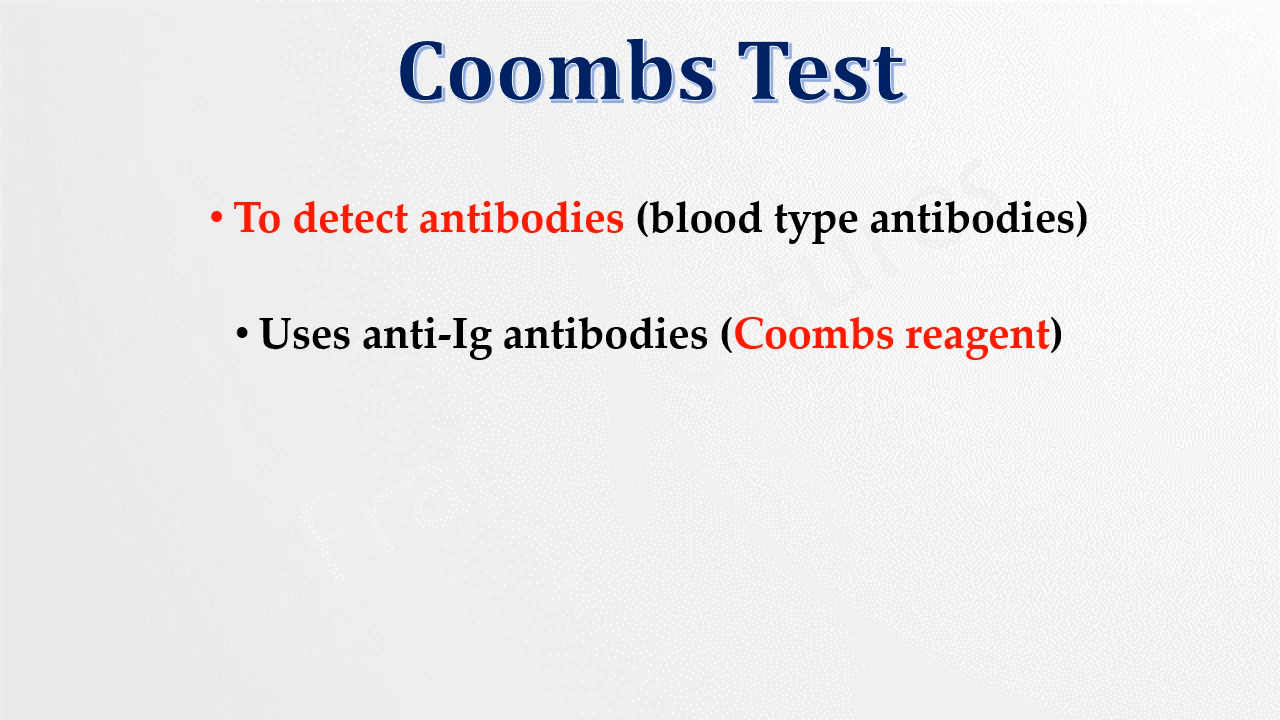 Coombs Test
• To detect antibodies (blood type antibodies)
• Uses anti-Ig antibodies (Coombs reagent)